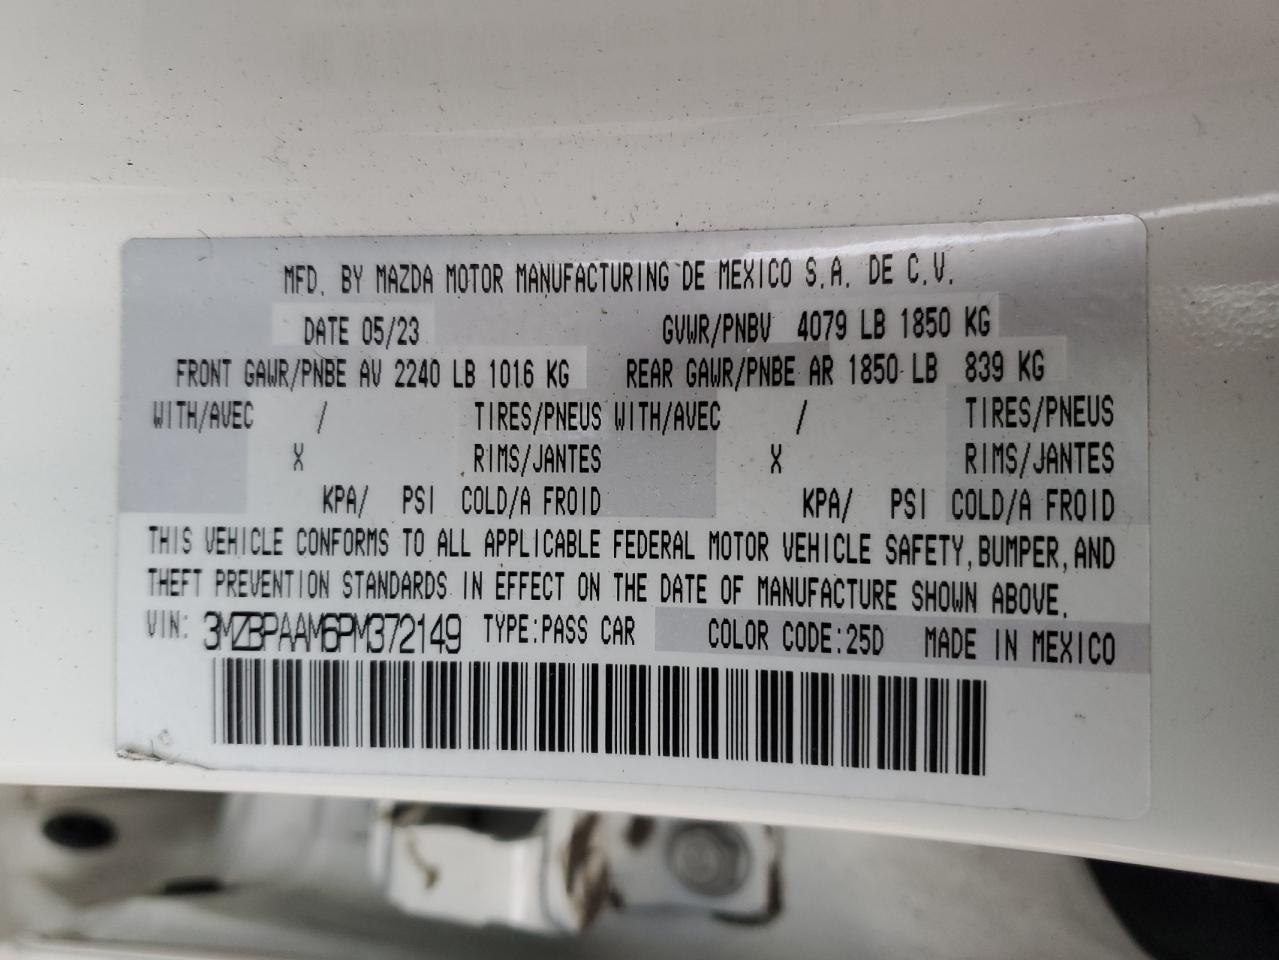 MFD. BY MAZDA MOTOR MANUFACTURING DE MEXICO S.A. DE C.V.
DATE 05/23 GVWR/PNBV 4079 LB 1850 KG
FRONT GAWR/PNBE AV 2240 LB 1016 KG REAR GAWR/PNBE AR 1850 LB 839 KG
WITH/AVEC / TIRES/PNEUS WITH/AVEC / TIRES/PNEUS
X RIMS/JANTES X RIMS/JANTES
KPA/ PSI COLD/A FROID KPA/ PSI COLD/A FROID
THIS VEHICLE CONFORMS TO ALL APPLICABLE FEDERAL MOTOR VEHICLE SAFETY, BUMPER, AND
THEFT PREVENTION STANDARDS IN EFFECT ON THE DATE OF MANUFACTURE SHOWN ABOVE.
VIN: 3MZBPAAM6PM372149 TYPE:PASS CAR COLOR CODE:25D MADE IN MEXICO